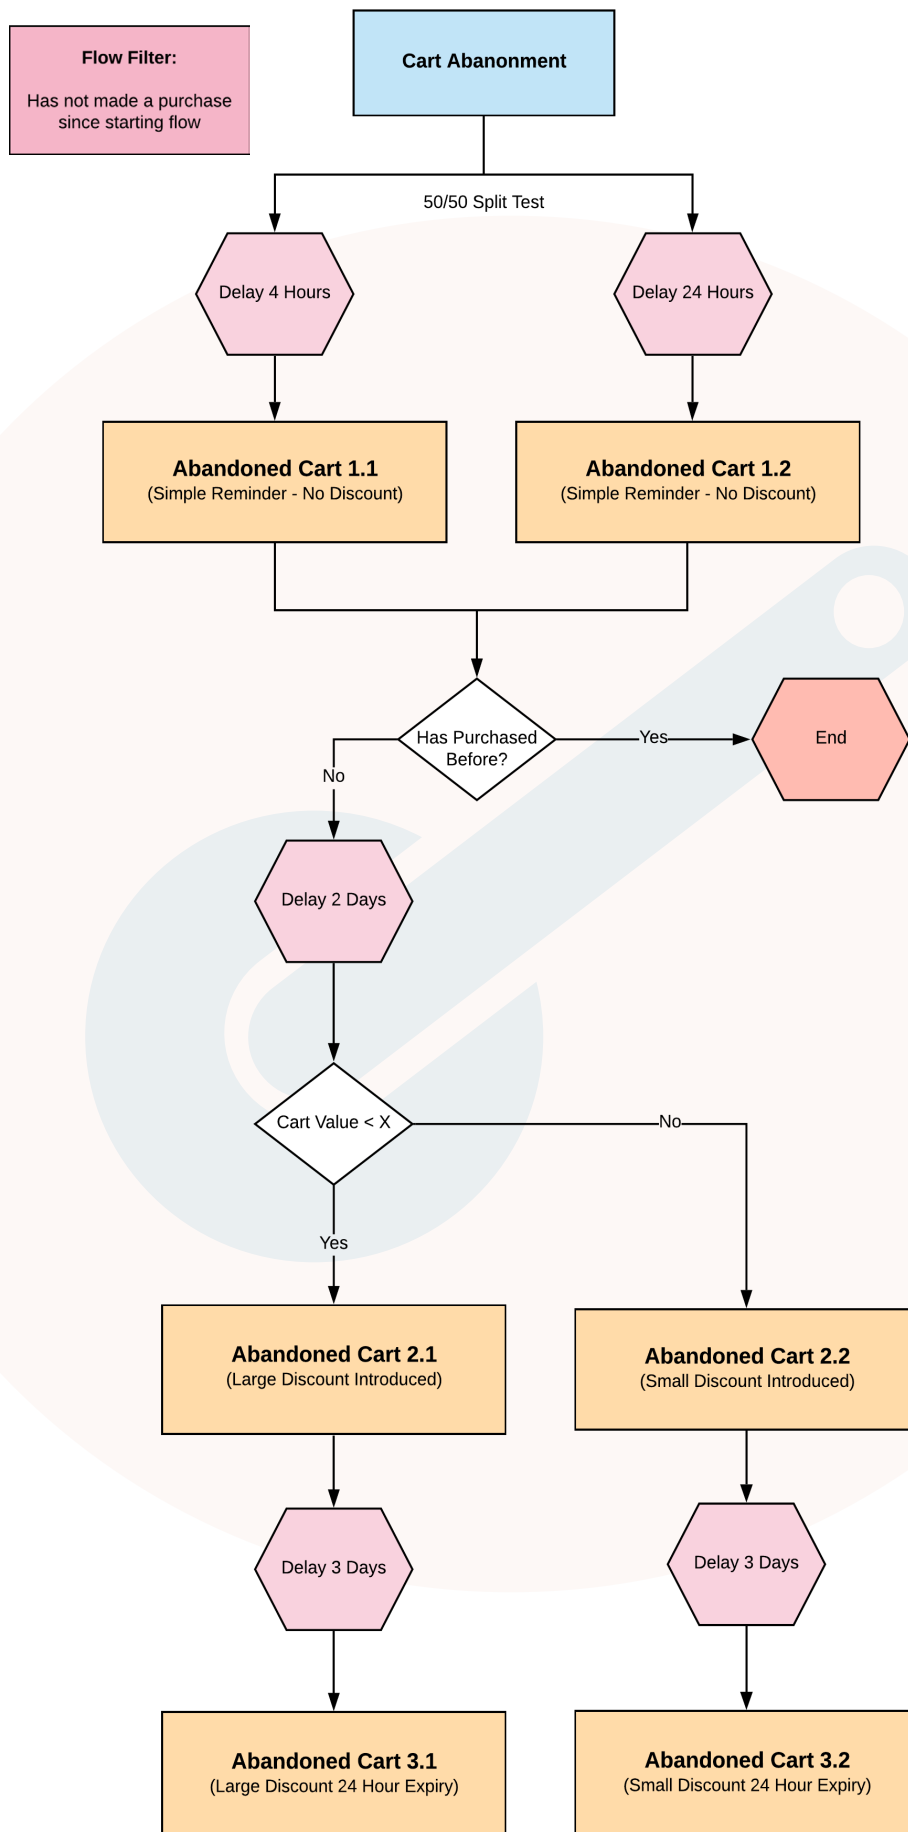 Flow Filter:
Has not made a purchase
since starting flow
Cart Abanonment
50/50 Split Test
Delay 4 Hours
Delay 24 Hours
Abandoned Cart 1.1
(Simple Reminder - No Discount)
Abandoned Cart 1.2
(Simple Reminder - No Discount)
Has Purchased
Before?
Yes
End
No
Delay 2 Days
Cart Value < X
No
Yes
Abandoned Cart 2.1
(Large Discount Introduced)
Abandoned Cart 2.2
(Small Discount Introduced)
Delay 3 Days
Delay 3 Days
Abandoned Cart 3.1
(Large Discount 24 Hour Expiry)
Abandoned Cart 3.2
(Small Discount 24 Hour Expiry)